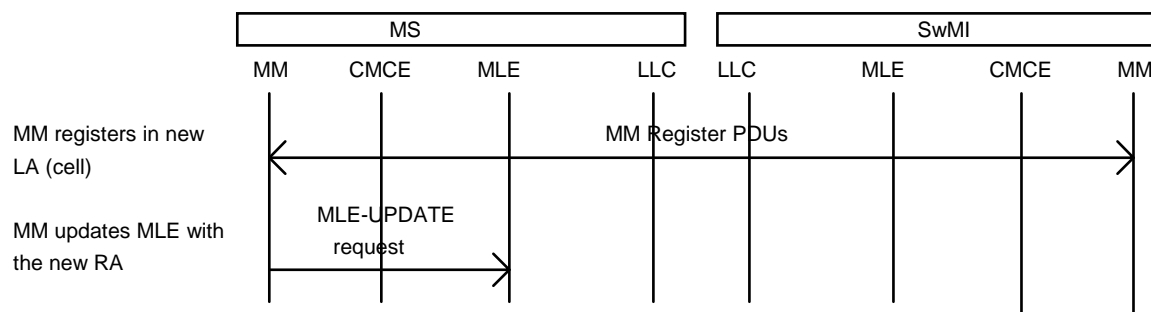 MS
SwMI
MM
CMCE
MLE
LLC
LLC
MLE
CMCE
MM
MM registers in new
LA (cell)
MM Register PDUs
MM updates MLE with
the new RA
MLE-UPDATE
request